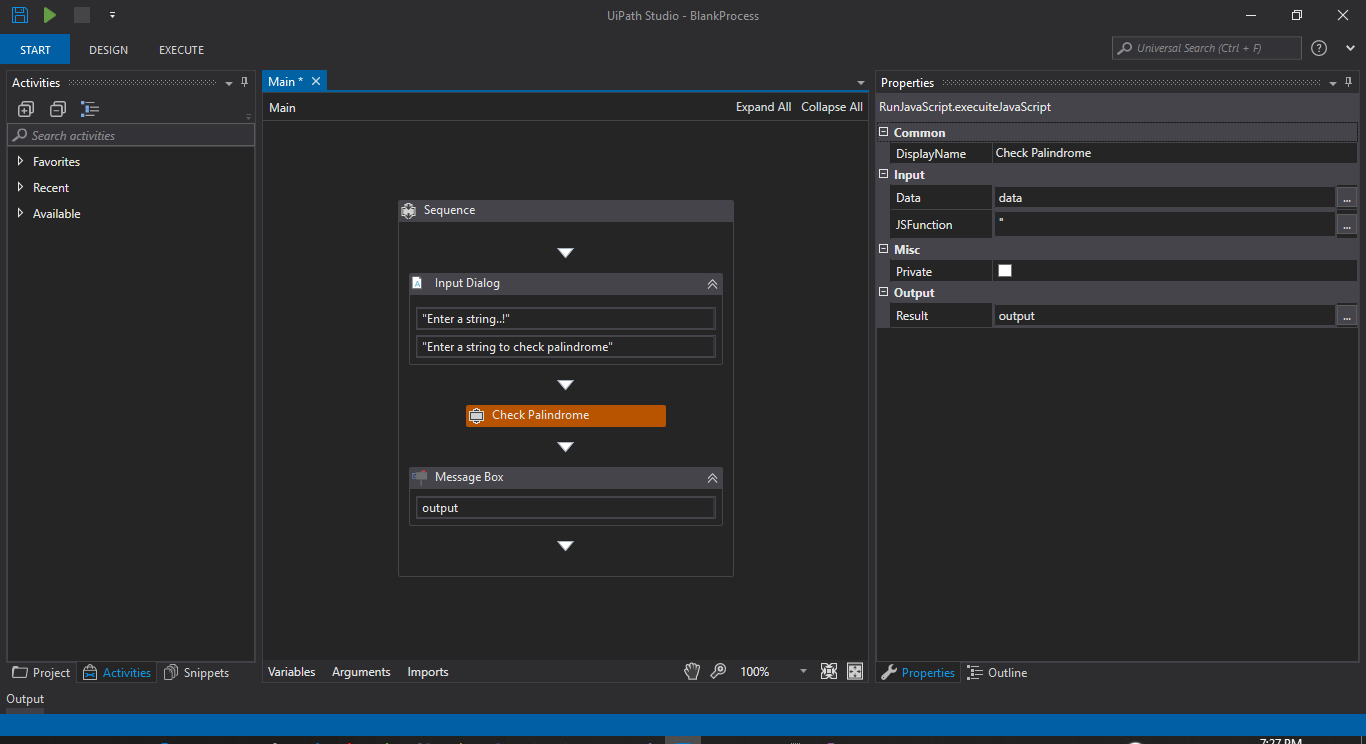 UiPath Studio - BlankProcess
START DESIGN EXECUTE
Universal Search (Ctrl + F)
Activities
Search activities
Favorites
Recent
Available
Main *
Main
Expand All Collapse All
Sequence
Input Dialog
"Enter a string..!"
"Enter a string to check palindrome"
Check Palindrome
Message Box
output
Variables Arguments Imports
100%
Properties
RunJavaScript.execuiteJavaScript
Common
DisplayName Check Palindrome
Input
Data data ...
JSFunction " ...
Misc
Private
Output
Result output ...
Project Activities Snippets
Properties Outline
Output
7:27 PM